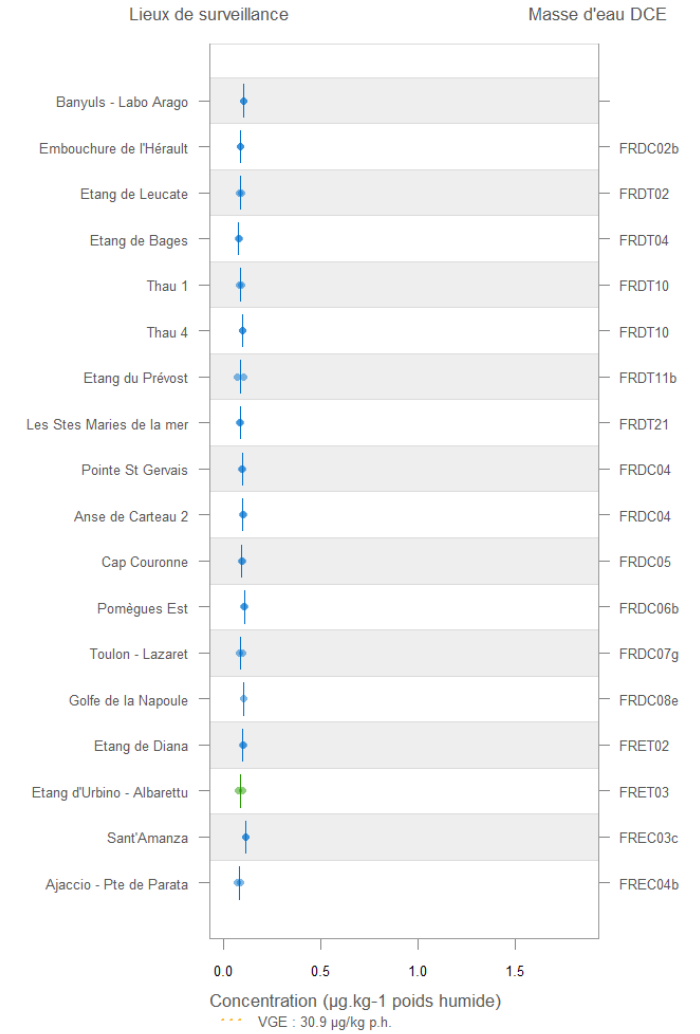 Lieux de surveillance Masse d'eau DCE
Banyuls - Labo Arago
Embouchure de l'Hérault FRDC02b
Etang de Leucate FRDT02
Etang de Bages FRDT04
Thau 1 FRDT10
Thau 4 FRDT10
Etang du Prévost FRDT11b
Les Stes Maries de la mer FRDT21
Pointe St Gervais FRDC04
Anse de Carteau 2 FRDC04
Cap Couronne FRDC05
Pomègues Est FRDC06b
Toulon - Lazaret FRDC07g
Golfe de la Napoule FRDC08e
Etang de Diana FRET02
Etang d'Urbino - Albarettu FRET03
Sant'Amanza FREC03c
Ajaccio - Pte de Parata FREC04b
0.0 0.5 1.0 1.5
Concentration (µg.kg-1 poids humide)
VGE : 30.9 µg/kg p.h.